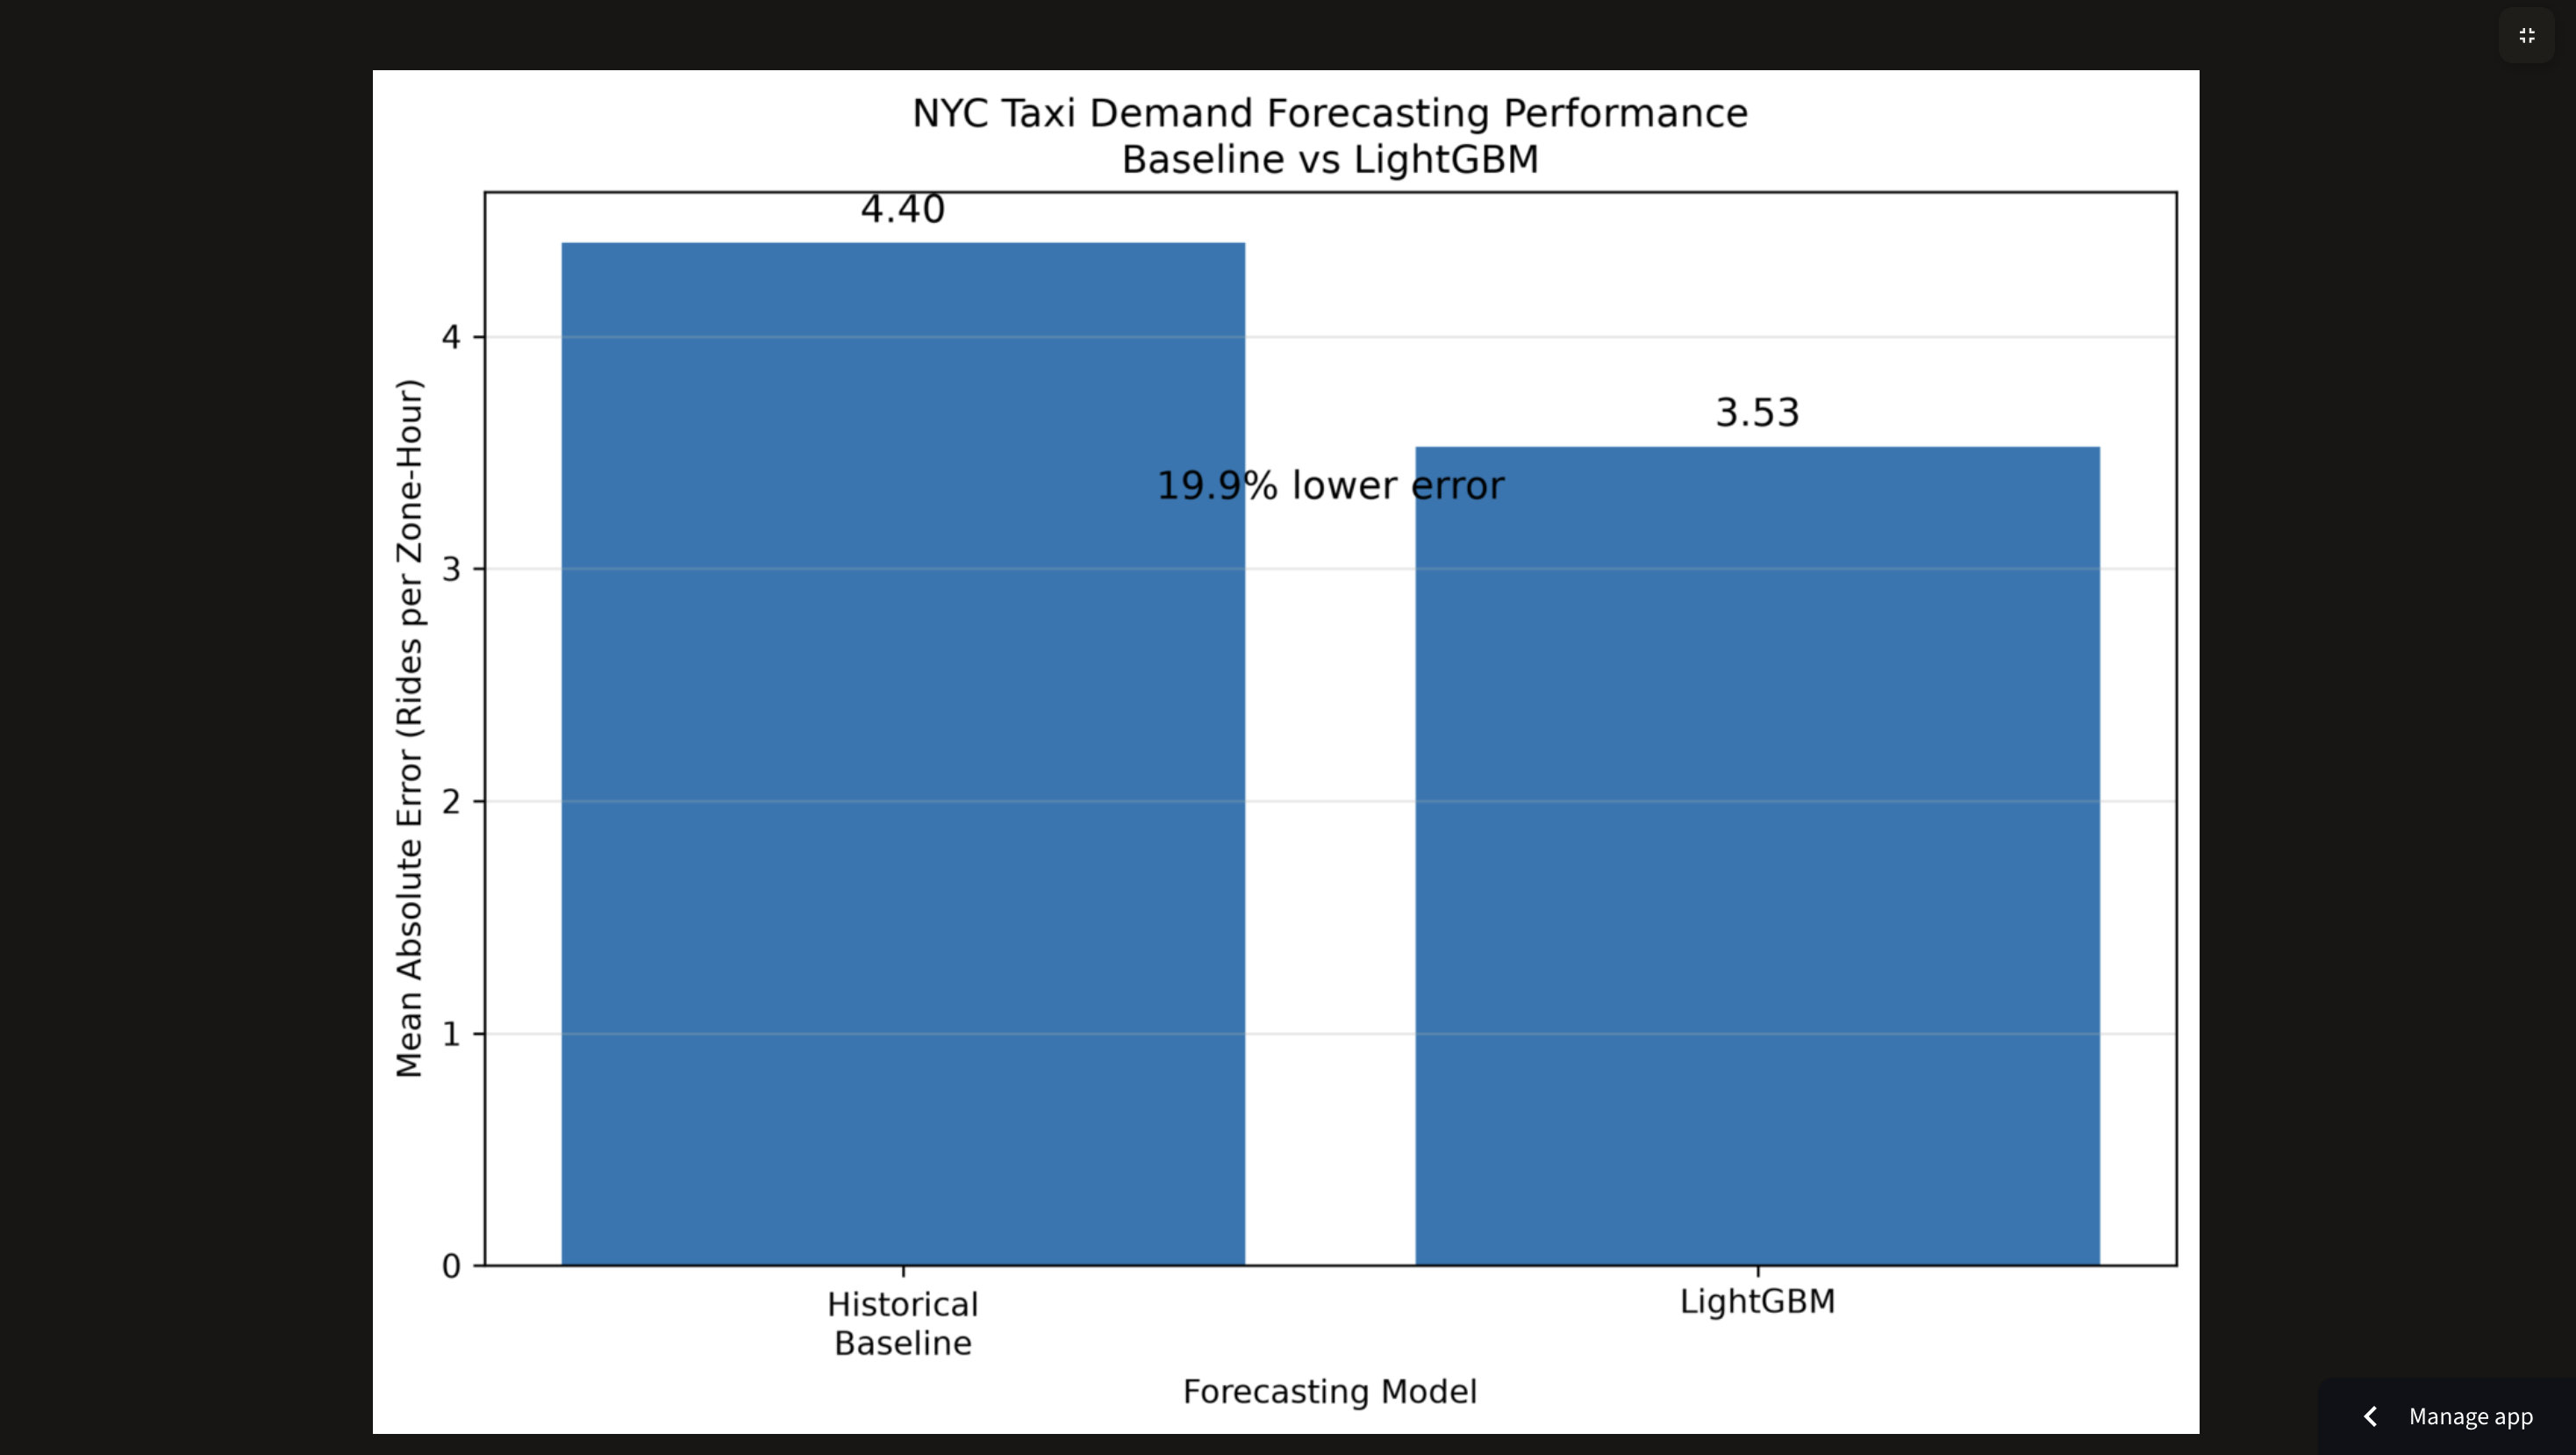 NYC Taxi Demand Forecasting Performance
Baseline vs LightGBM
4.40
4
3.53
19.9% lower error
3
2
1
0
Mean Absolute Error (Rides per Zone-Hour)
Historical
Baseline
LightGBM
Forecasting Model
Manage app